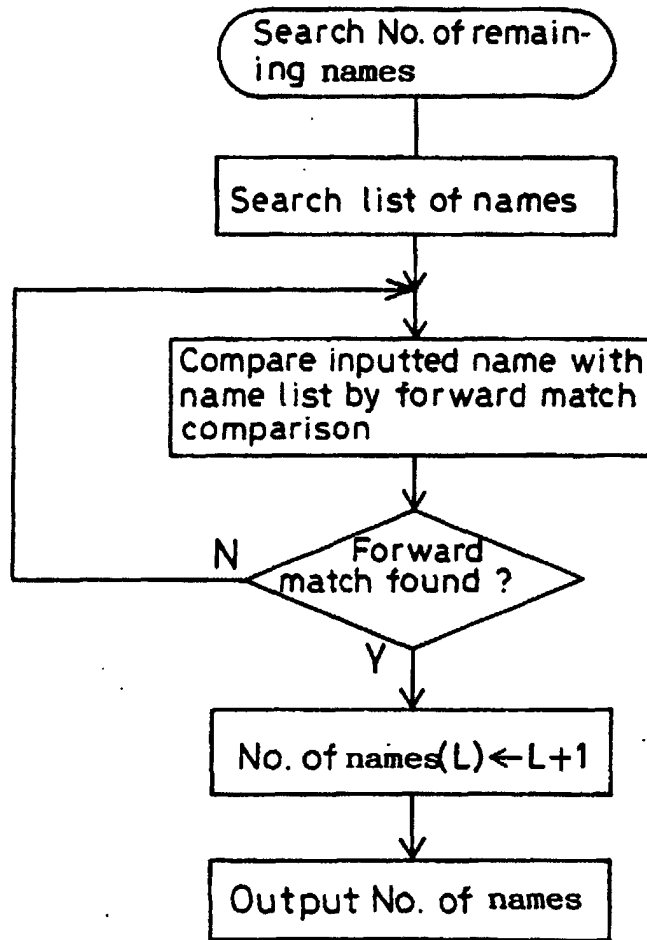 Search No. of remain-
ing names
Search list of names
Compare inputted name with
name list by forward match
comparison
Forward
match found ?
N
Y
No. of names(L)←L+1
Output No. of names